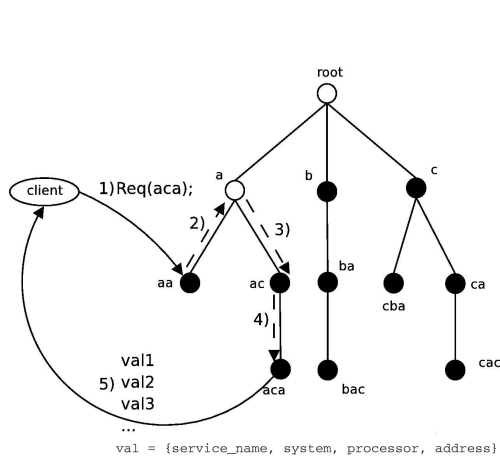 root
a
b
c
client
1)Req(aca);
2)
3)
aa
ac
ba
ca
cba
4)
cac
val1
5) val2
val3
...
aca
bac
val = {service_name, system, processor, address}